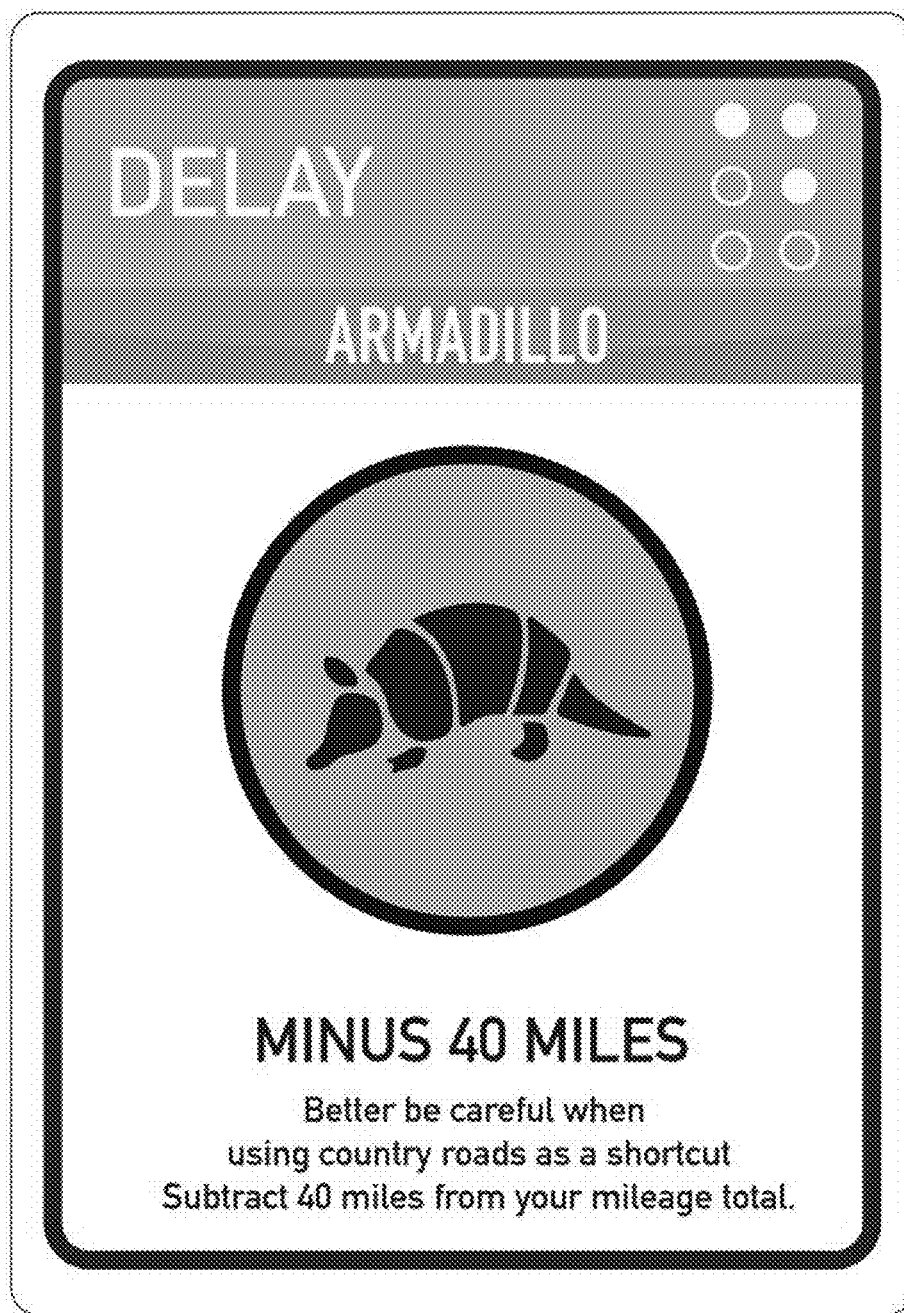 DELAY
ARMADILLO
MINUS 40 MILES
Better be careful when
using country roads as a shortcut
Subtract 40 miles from your mileage total.